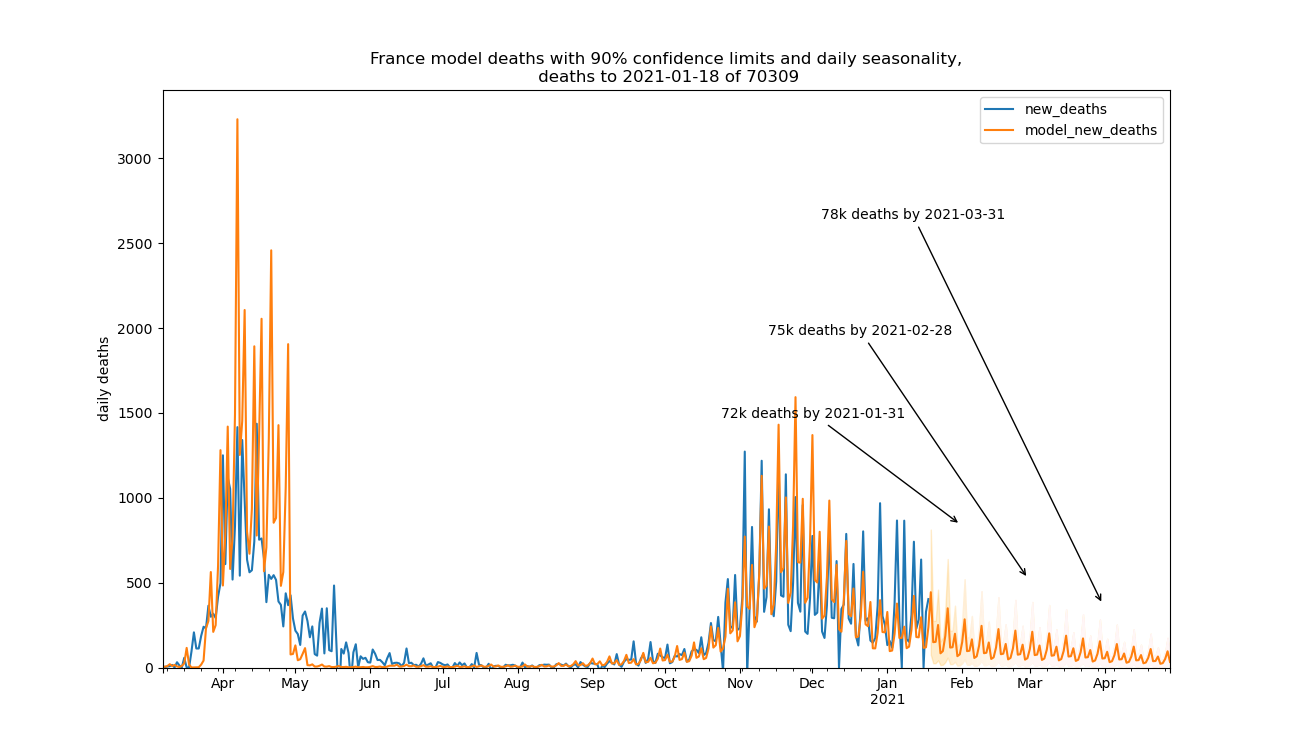 France model deaths with 90% confidence limits and daily seasonality,
deaths to 2021-01-18 of 70309
new_deaths
model_new_deaths
3000
2500
2000
1500
1000
500
0
daily deaths
78k deaths by 2021-03-31
75k deaths by 2021-02-28
72k deaths by 2021-01-31
Apr May Jun Jul Aug Sep Oct Nov Dec Jan Feb Mar Apr
2021